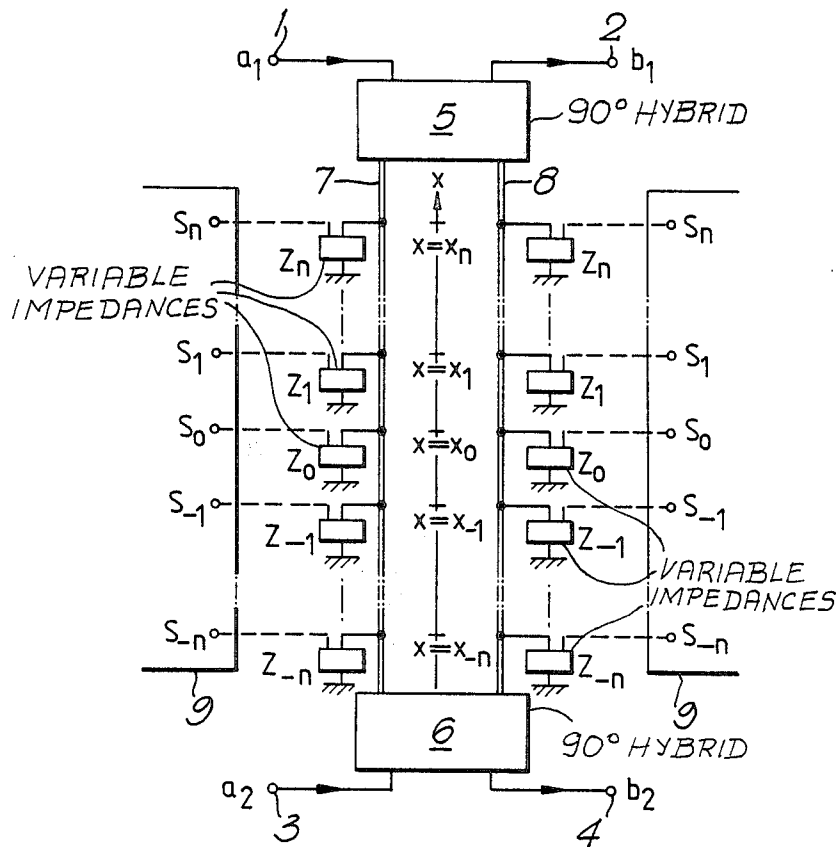 1 2
a1 b1
5 90° HYBRID
7 8
x
Sn Zn x=xn Zn Sn
VARIABLE
IMPEDANCES
S1 Z1 x=x1 Z1 S1
S0 Z0 x=x0 Z0 S0
S-1 Z-1 x=x-1 Z-1 S-1
VARIABLE
IMPEDANCES
S-n Z-n x=x-n Z-n S-n
9 9
6 90° HYBRID
a2 b2
3 4